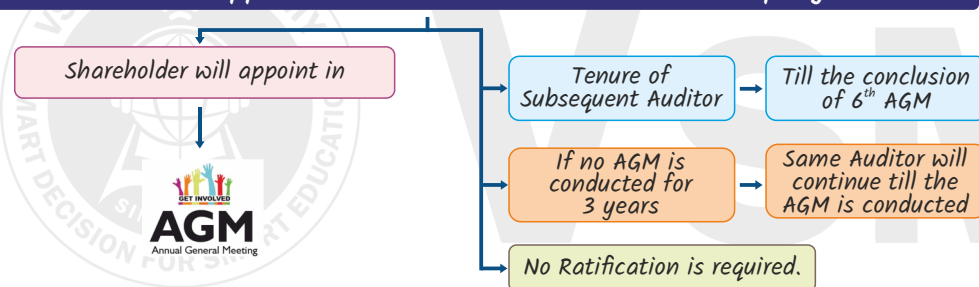 Shareholder will appoint in
GET INVOLVED
AGM
Annual General Meeting
Tenure of
Subsequent Auditor
Till the conclusion
of 6th AGM
If no AGM is
conducted for
3 years
Same Auditor will
continue till the
AGM is conducted
No Ratification is required.